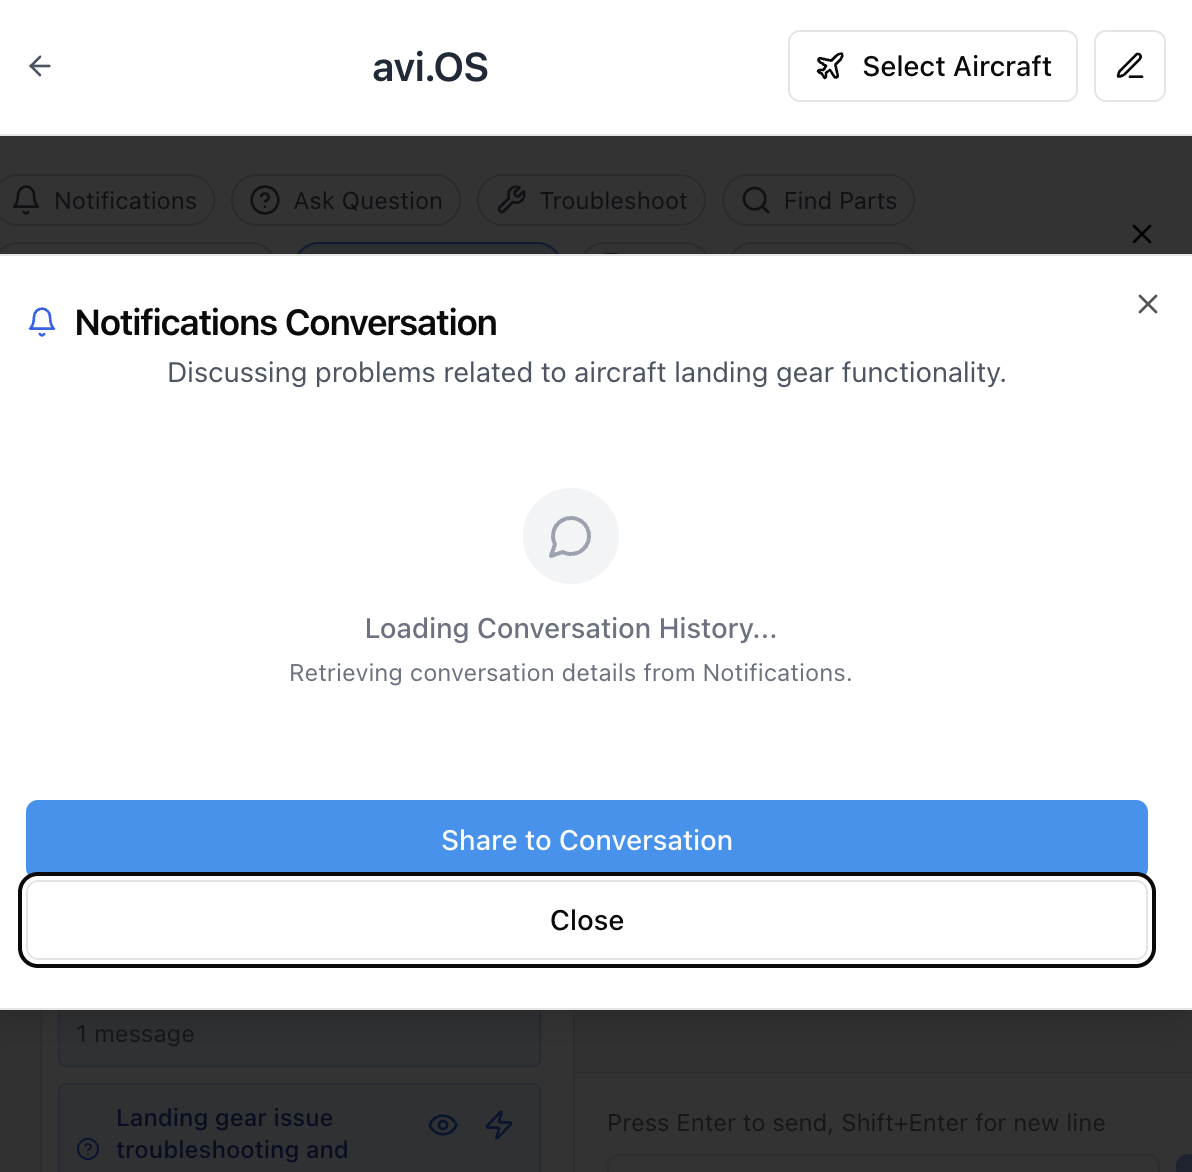 avi.OS
Select Aircraft
Notifications
Ask Question
Troubleshoot
Find Parts
Notifications Conversation
Discussing problems related to aircraft landing gear functionality.
Loading Conversation History...
Retrieving conversation details from Notifications.
Share to Conversation
Close
1 message
Landing gear issue
troubleshooting and
Press Enter to send, Shift+Enter for new line